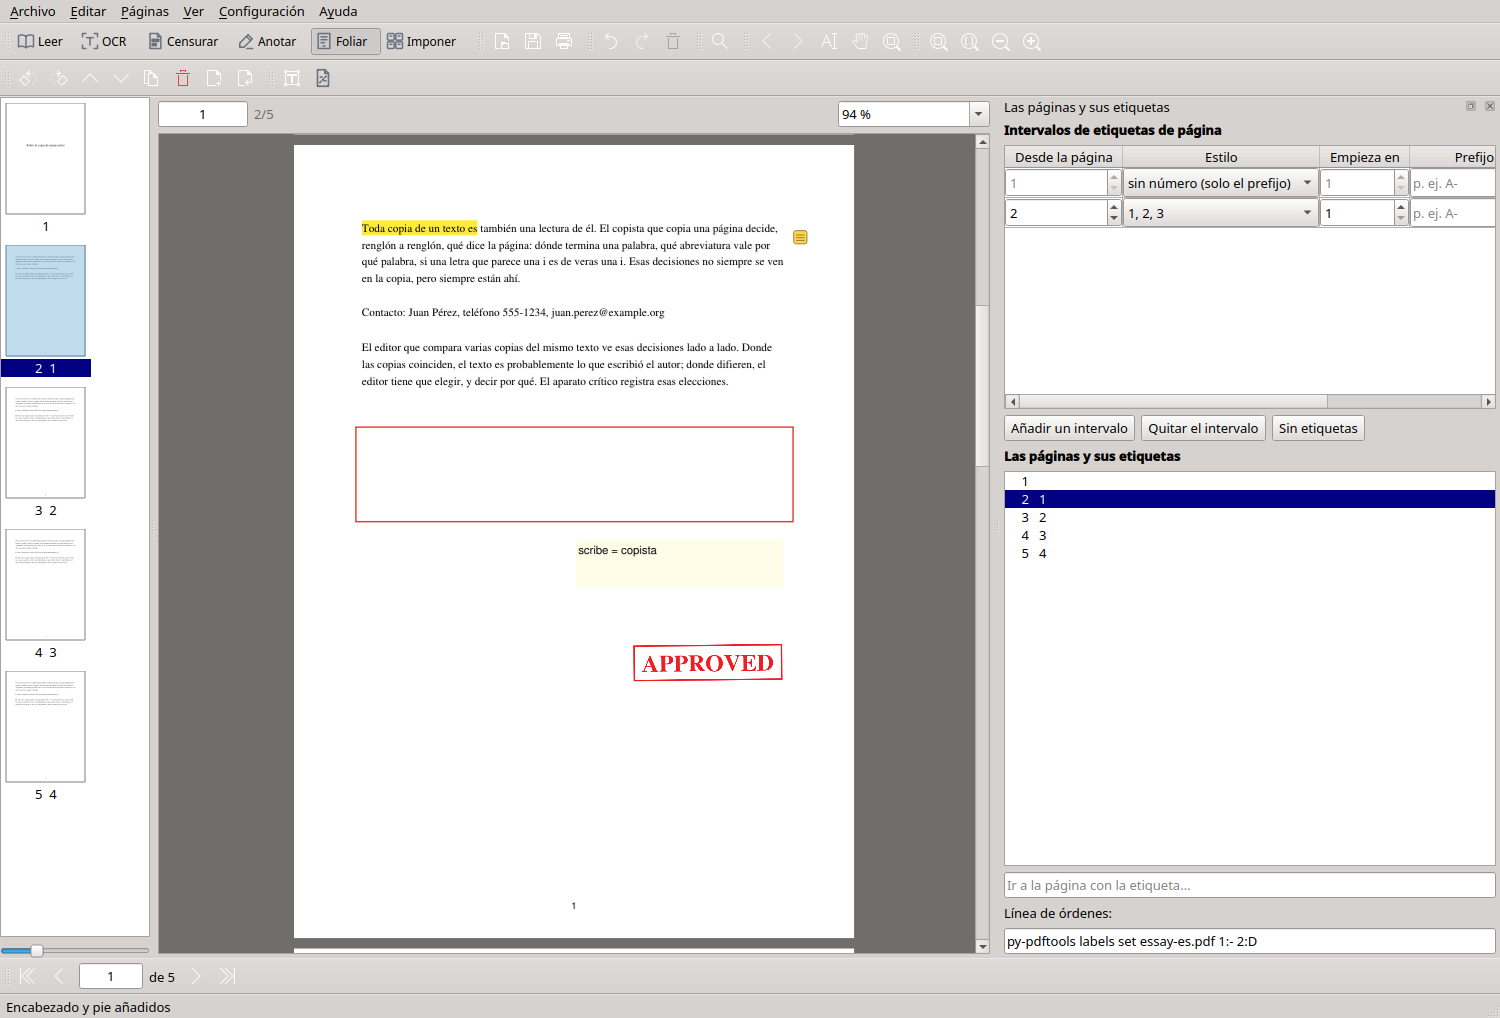 Archivo Editar Páginas Ver Configuración Ayuda
Leer OCR Censurar Anotar Foliar Imponer
1 2/5 94 %
1
2 1
3 2
4 3
5 4
Toda copia de un texto es también una lectura de él. El copista que copia una página decide,
renglón a renglón, qué dice la página: dónde termina una palabra, qué abreviatura vale por
qué palabra, si una letra que parece una i es de veras una i. Esas decisiones no siempre se ven
en la copia, pero siempre están ahí.
Contacto: Juan Pérez, teléfono 555-1234, juan.perez@example.org
El editor que compara varias copias del mismo texto ve esas decisiones lado a lado. Donde
las copias coinciden, el texto es probablemente lo que escribió el autor; donde difieren, el
editor tiene que elegir, y decir por qué. El aparato crítico registra esas elecciones.
scribe = copista
APPROVED
1
Las páginas y sus etiquetas
Intervalos de etiquetas de página
Desde la página Estilo Empieza en Prefijo
1 sin número (solo el prefijo) 1 p. ej. A-
2 1, 2, 3 1 p. ej. A-
Añadir un intervalo Quitar el intervalo Sin etiquetas
Las páginas y sus etiquetas
1
2 1
3 2
4 3
5 4
Ir a la página con la etiqueta...
Línea de órdenes:
py-pdftools labels set essay-es.pdf 1:- 2:D
1 de 5
Encabezado y pie añadidos